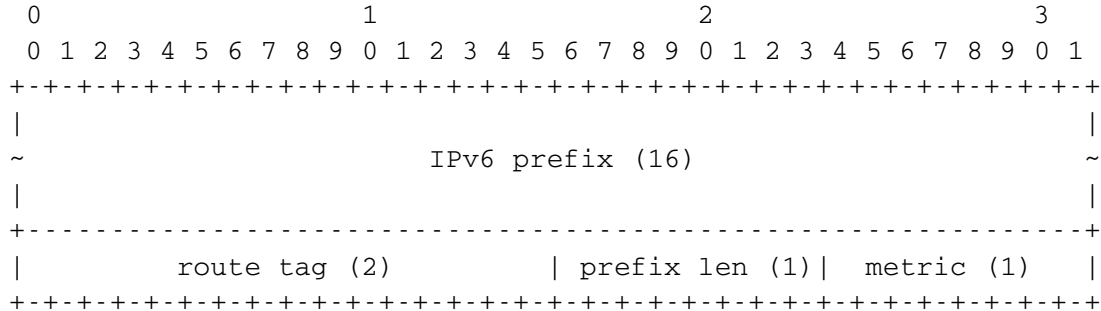 0                   1                   2                   3
 0 1 2 3 4 5 6 7 8 9 0 1 2 3 4 5 6 7 8 9 0 1 2 3 4 5 6 7 8 9 0 1
+-+-+-+-+-+-+-+-+-+-+-+-+-+-+-+-+-+-+-+-+-+-+-+-+-+-+-+-+-+-+-+-+
|                                                               |
~                        IPv6 prefix (16)                       ~
|                                                               |
+---------------------------------------------------------------+
|         route tag (2)         | prefix len (1)|  metric (1)   |
+-+-+-+-+-+-+-+-+-+-+-+-+-+-+-+-+-+-+-+-+-+-+-+-+-+-+-+-+-+-+-+-+